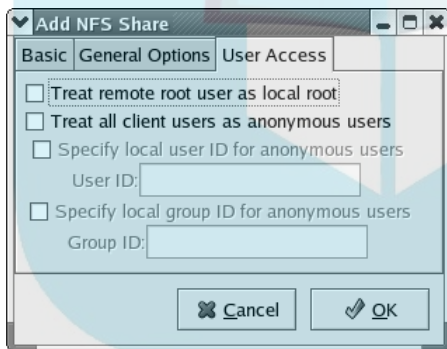 Add NFS Share
Basic General Options User Access
Treat remote root user as local root
Treat all client users as anonymous users
Specify local user ID for anonymous users
User ID:
Specify local group ID for anonymous users
Group ID:
Cancel OK